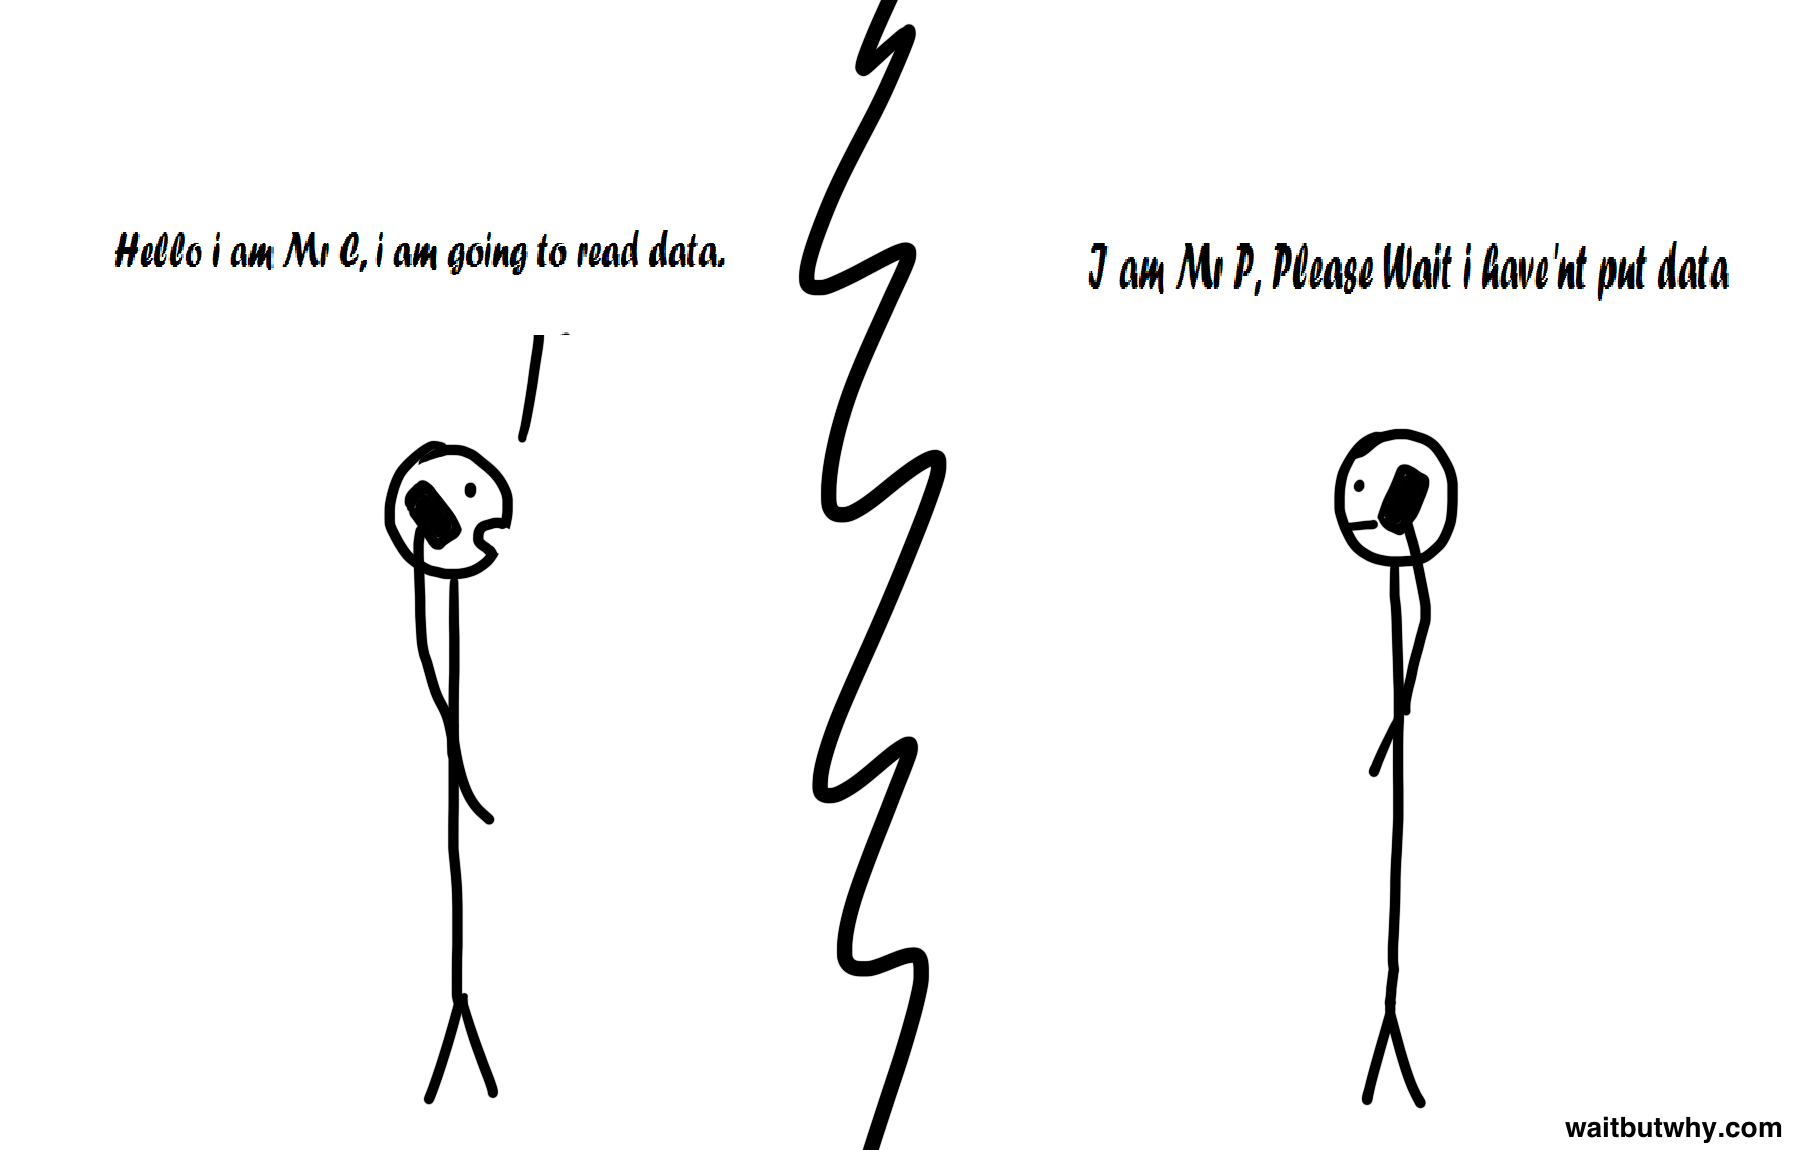 Hello i am Mr C, i am going to read data.
I am Mr P, Please Wait i have'nt put data
waitbutwhy.com